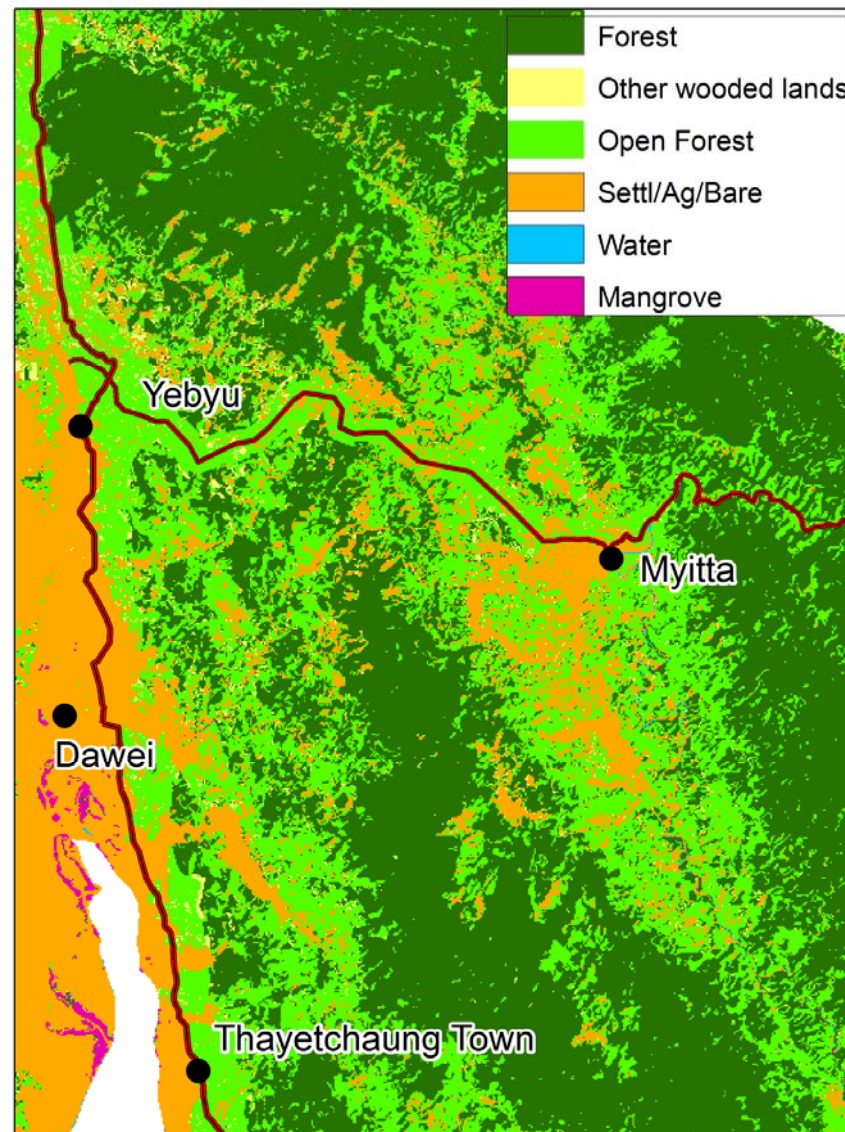 Forest
Other wooded lands
Open Forest
Settl/Ag/Bare
Water
Mangrove
Yebyu
Myitta
Dawei
Thayetchaung Town